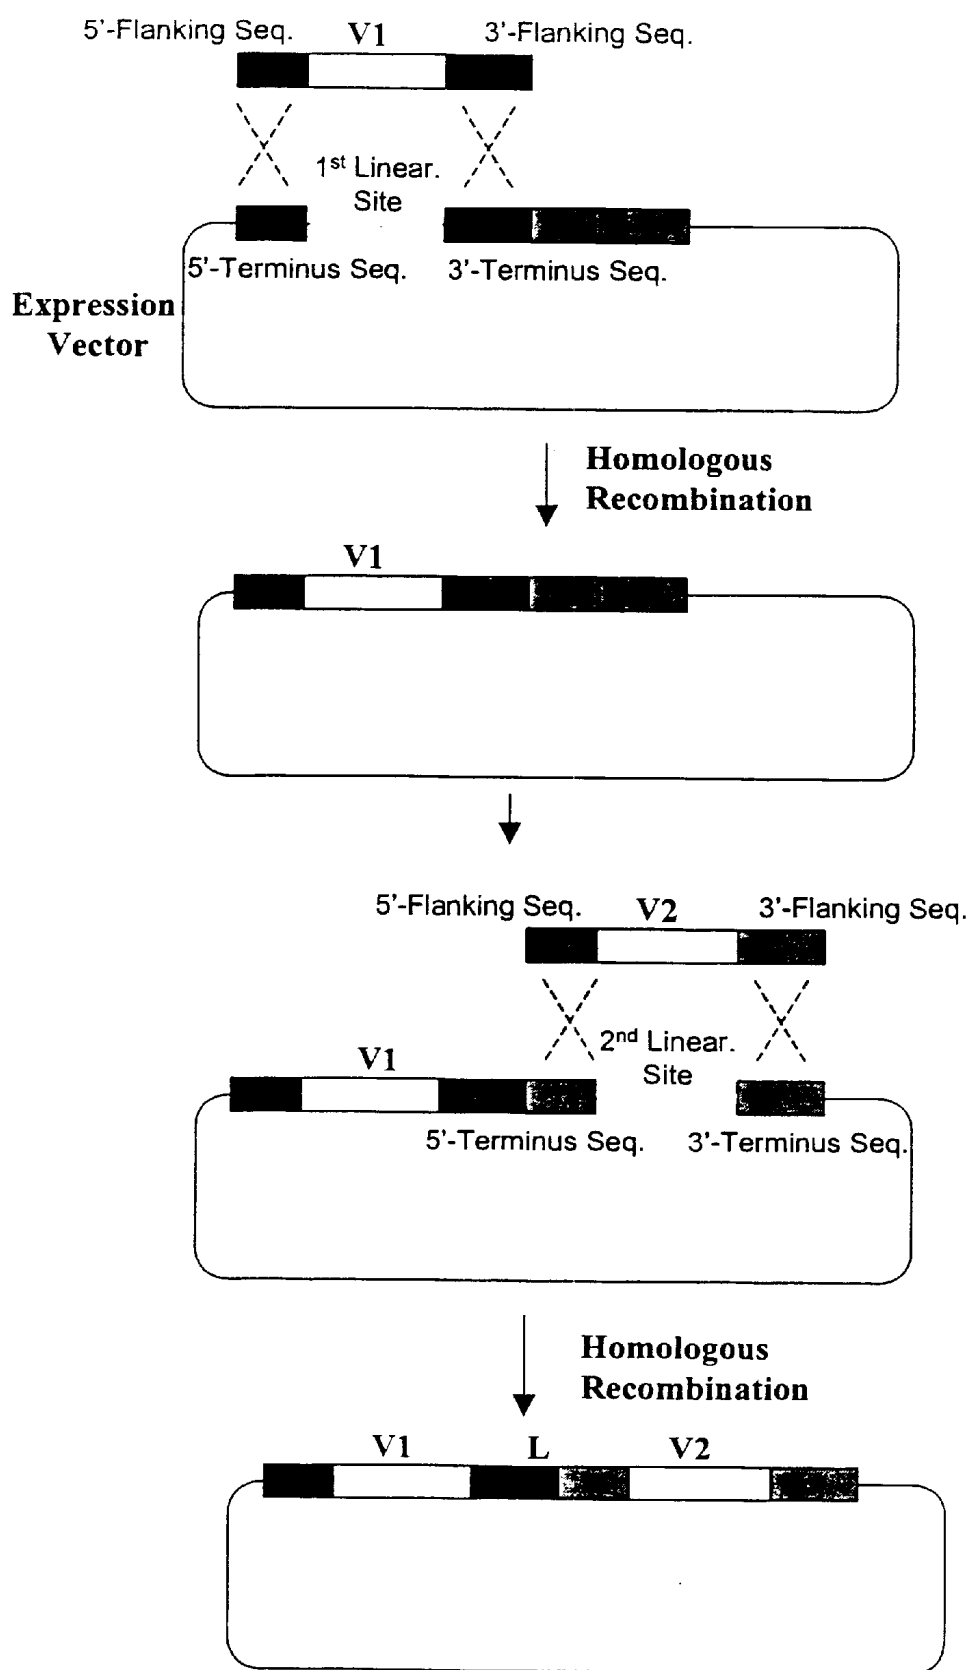 5'-Flanking Seq. V1 3'-Flanking Seq.
1st Linear.
Site
5'-Terminus Seq. 3'-Terminus Seq.
Expression
Vector
Homologous
Recombination
V1
5'-Flanking Seq. V2 3'-Flanking Seq.
2nd Linear.
Site
V1
5'-Terminus Seq. 3'-Terminus Seq.
Homologous
Recombination
V1 L V2